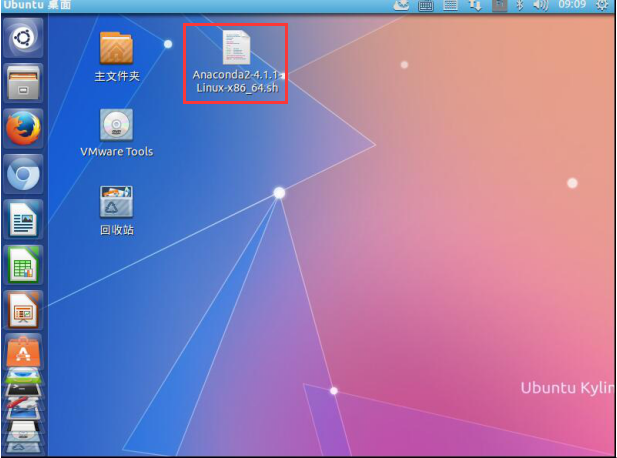 Ubuntu 桌面
09:09
主文件夹
Anaconda2-4.1.1-
Linux-x86_64.sh
VMware Tools
回收站
Ubuntu Kylin